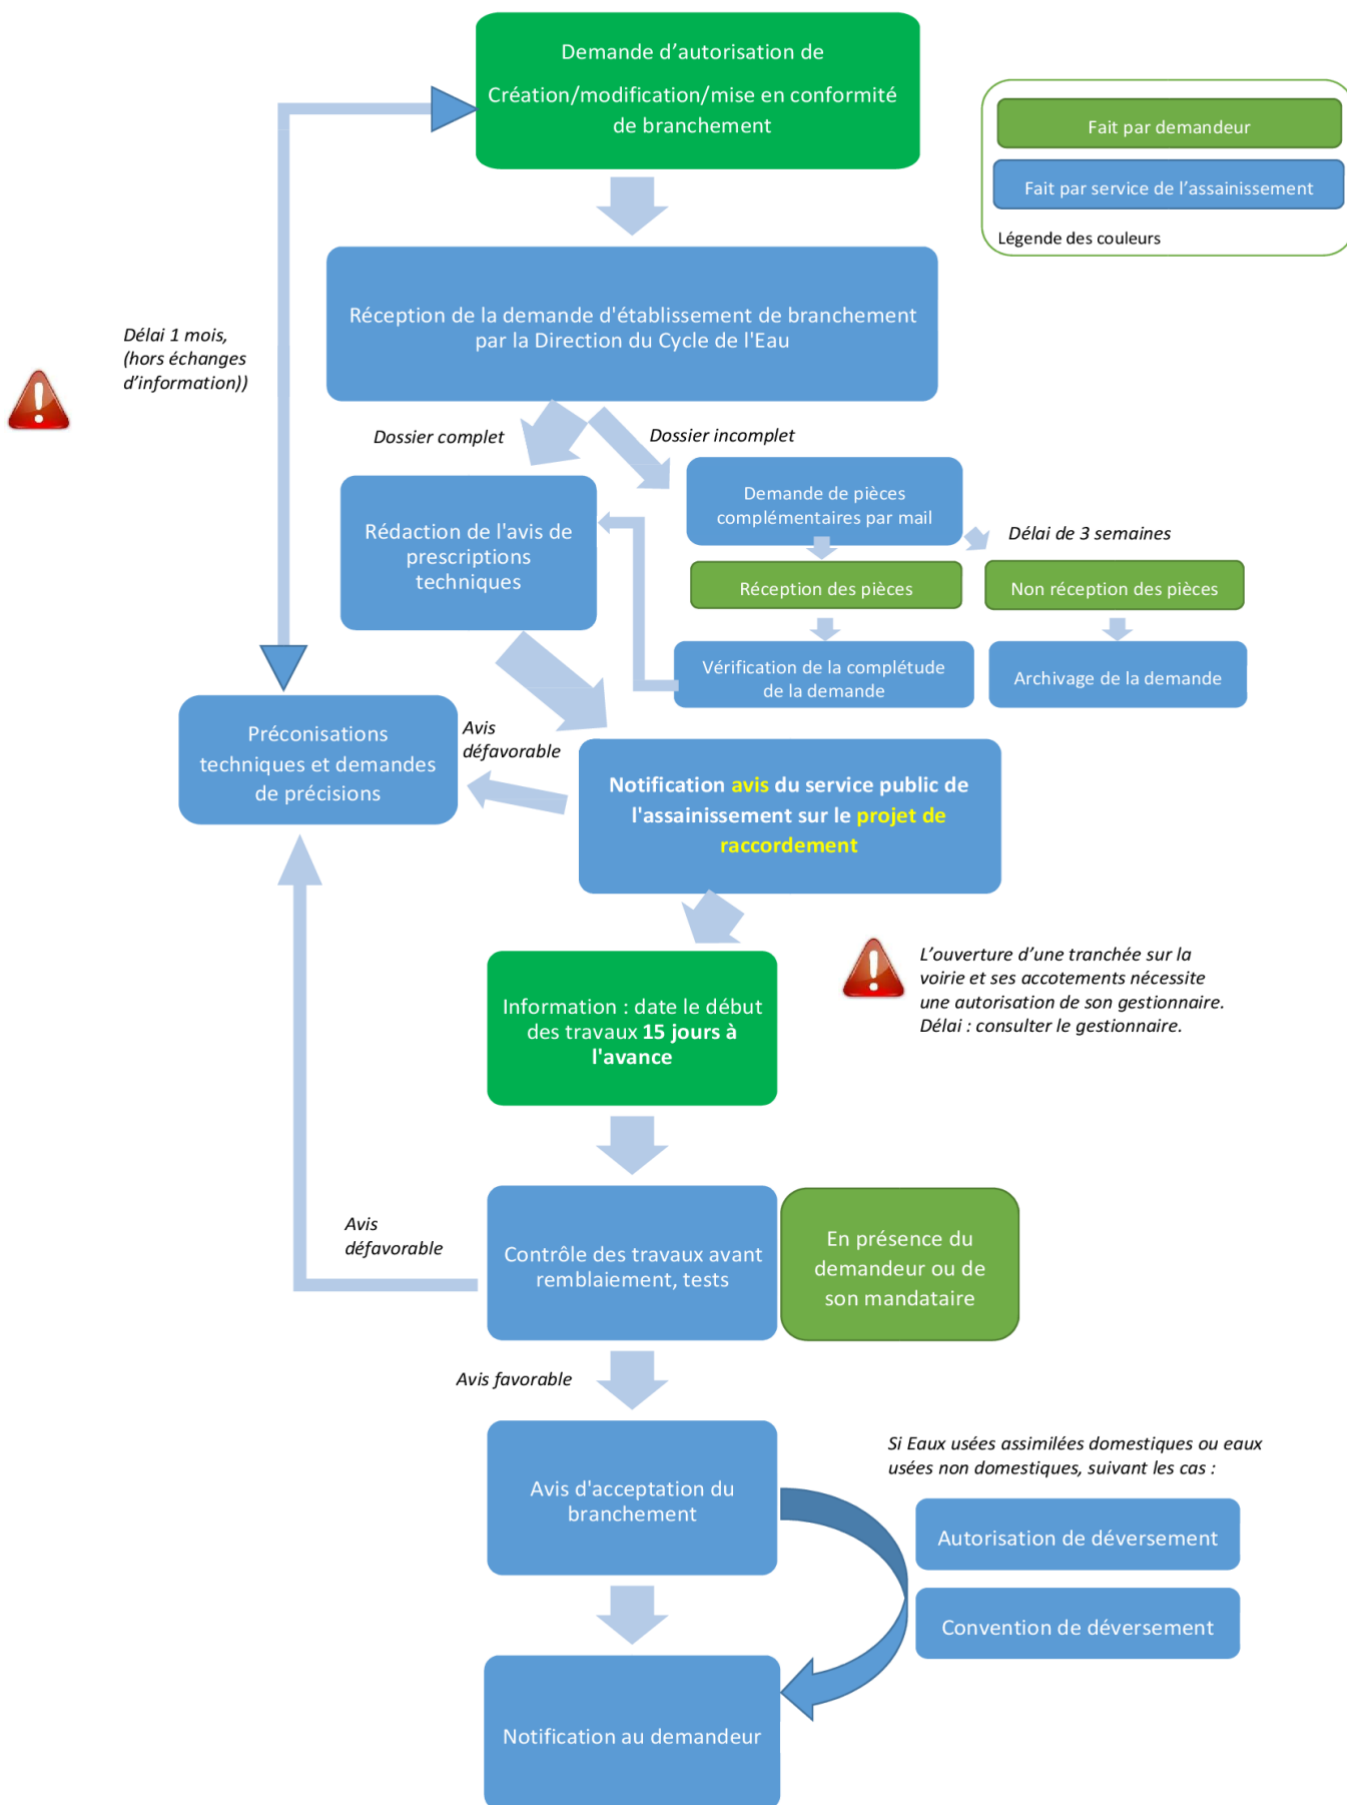 Demande d'autorisation de
Création/modification/mise en conformité
de branchement
Fait par demandeur
Fait par service de l'assainissement
Légende des couleurs
Réception de la demande d'établissement de branchement
par la Direction du Cycle de l'Eau
Délai 1 mois,
(hors échanges
d'information))
Dossier complet
Dossier incomplet
Demande de pièces
complémentaires par mail
Rédaction de l'avis de
prescriptions
techniques
Délai de 3 semaines
Réception des pièces
Non réception des pièces
Vérification de la complétude
de la demande
Archivage de la demande
Préconisations
techniques et demandes
de précisions
Avis
défavorable
Notification avis du service public de
l'assainissement sur le projet de
raccordement
L'ouverture d'une tranchée sur la
voirie et ses accotements nécessite
une autorisation de son gestionnaire.
Délai : consulter le gestionnaire.
Information : date le début
des travaux 15 jours à
l'avance
Avis
défavorable
Contrôle des travaux avant
remblaiement, tests
En présence du
demandeur ou de
son mandataire
Avis favorable
Avis d'acceptation du
branchement
Si Eaux usées assimilées domestiques ou eaux
usées non domestiques, suivant les cas :
Autorisation de déversement
Convention de déversement
Notification au demandeur